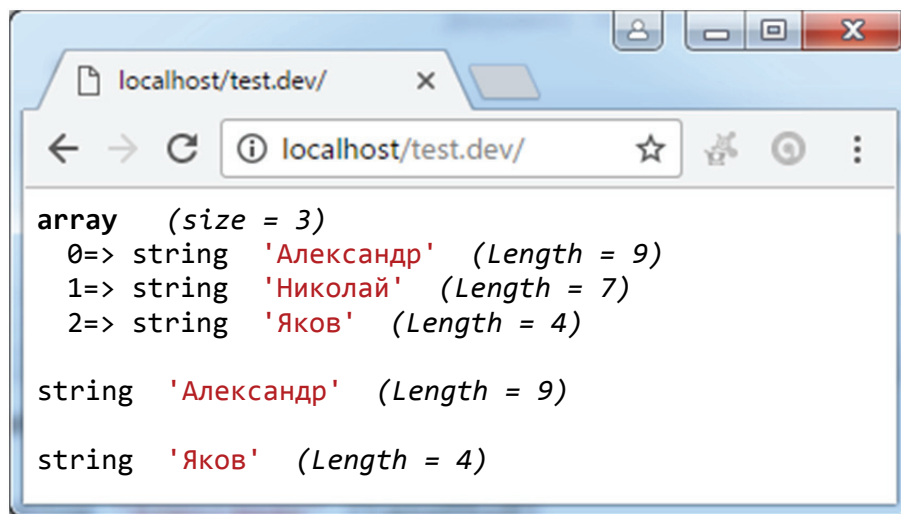 localhost/test.dev/
localhost/test.dev/
array (size = 3)
0=> string 'Александр' (Length = 9)
1=> string 'Николай' (Length = 7)
2=> string 'Яков' (Length = 4)
string 'Александр' (Length = 9)
string 'Яков' (Length = 4)